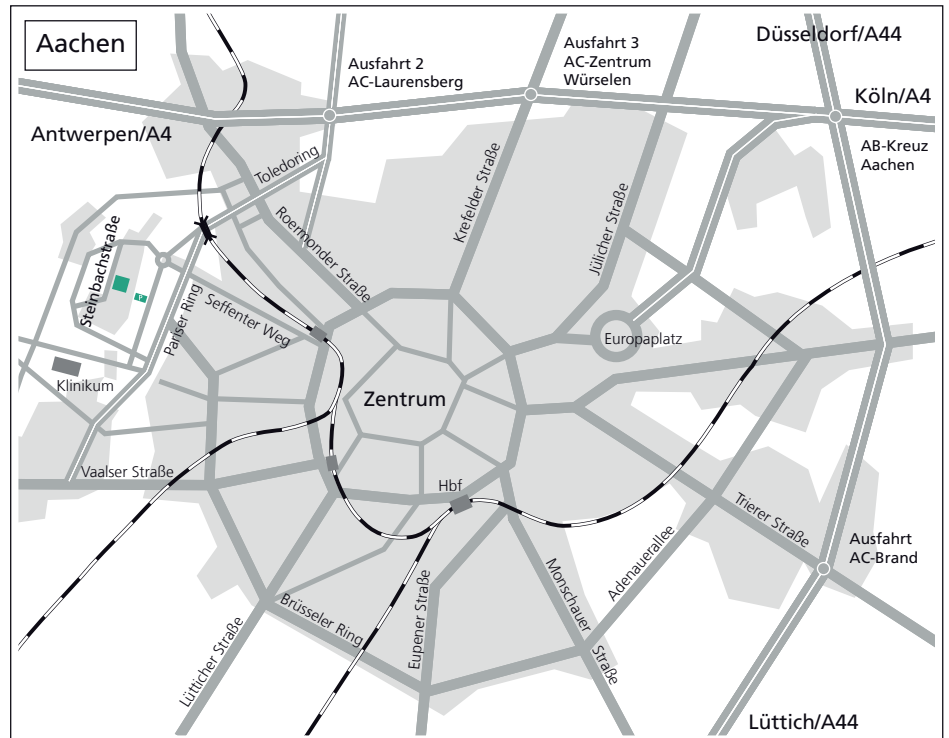 Aachen
Düsseldorf/A44
Ausfahrt 3
AC-Zentrum
Würselen
Ausfahrt 2
AC-Laurensberg
Köln/A4
Antwerpen/A4
AB-Kreuz
Aachen
Toledoring
Krefelder Straße
Jülicher Straße
Roermonder Straße
Steinbachstraße
P
Pariser Ring
Seffenter Weg
Europaplatz
Klinikum
Zentrum
Vaalser Straße
Hbf
Trierer Straße
Adenauerallee
Ausfahrt
AC-Brand
Monschauer
Straße
Eupener Straße
Brüsseler Ring
Lütticher Straße
Lüttich/A44